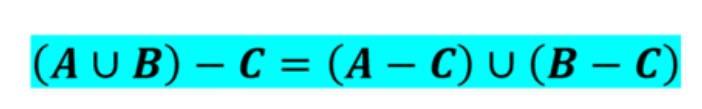 (A ∪ B) − C = (A − C) ∪ (B − C)